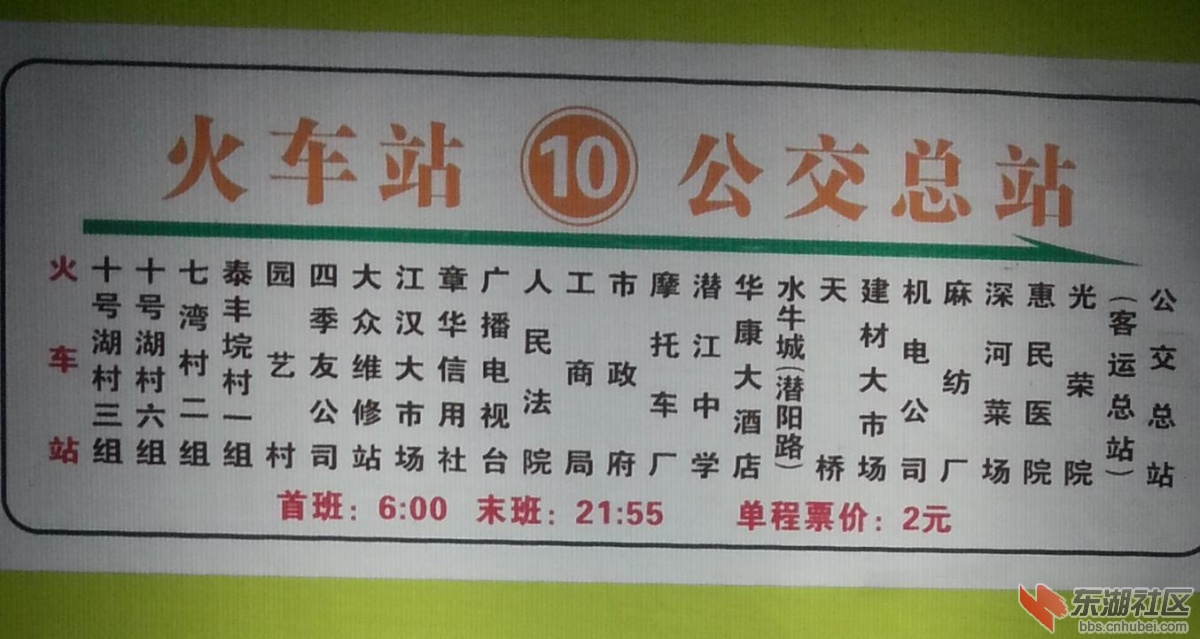 火车站 10 公交总站
火车站
十号湖村三组
十号湖村六组
七湾村二组
泰丰垸村一组
园艺村
四季友公司
大众维修站
江汉大市场
章华信用社
广播电视台
人民法院
工商局
市政府
摩托车厂
潜江中学
华康大酒店
水牛城(潜阳路)
天桥
建材大市场
机电公司
麻纺厂
深河菜场
惠民医院
光荣院
(客运总站)
公交总站
首班：6:00 末班：21:55 单程票价：2元
东湖社区
bbs.cnhubei.com